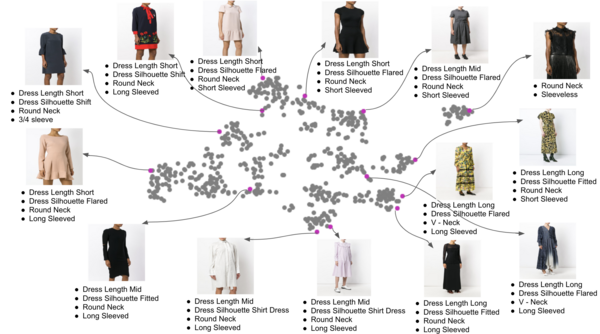 Dress Length Short
Dress Silhouette Shift
Round Neck
3/4 sleeve
Dress Length Short
Dress Silhouette Shift
Round Neck
Long Sleeved
Dress Length Short
Dress Silhouette Flared
Round Neck
Short Sleeved
Dress Length Short
Dress Silhouette Flared
Round Neck
Short Sleeved
Dress Length Mid
Dress Silhouette Flared
Round Neck
Short Sleeved
Round Neck
Sleeveless
Dress Length Short
Dress Silhouette Flared
Round Neck
Long Sleeved
Dress Length Long
Dress Silhouette Fitted
Round Neck
Short Sleeved
Dress Length Long
Dress Silhouette Flared
V - Neck
Long Sleeved
Dress Length Mid
Dress Silhouette Fitted
Round Neck
Long Sleeved
Dress Length Mid
Dress Silhouette Shirt Dress
Round Neck
Long Sleeved
Dress Length Mid
Dress Silhouette Shirt Dress
Round Neck
Long Sleeved
Dress Length Long
Dress Silhouette Fitted
Round Neck
Long Sleeved
Dress Length Long
Dress Silhouette Flared
V - Neck
Long Sleeved